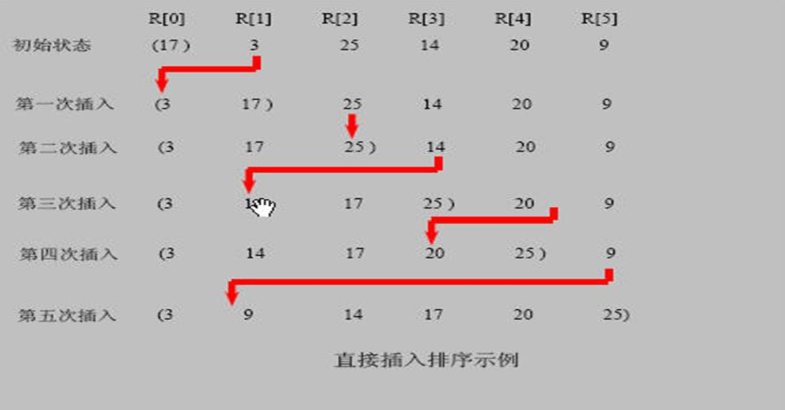 R[0] R[1] R[2] R[3] R[4] R[5]
初始状态 (17) 3 25 14 20 9
第一次插入 (3 17) 25 14 20 9
第二次插入 (3 17 25) 14 20 9
第三次插入 (3 17 25) 20 9
第四次插入 (3 14 17 20 25) 9
第五次插入 (3 9 14 17 20 25)
直接插入排序示例